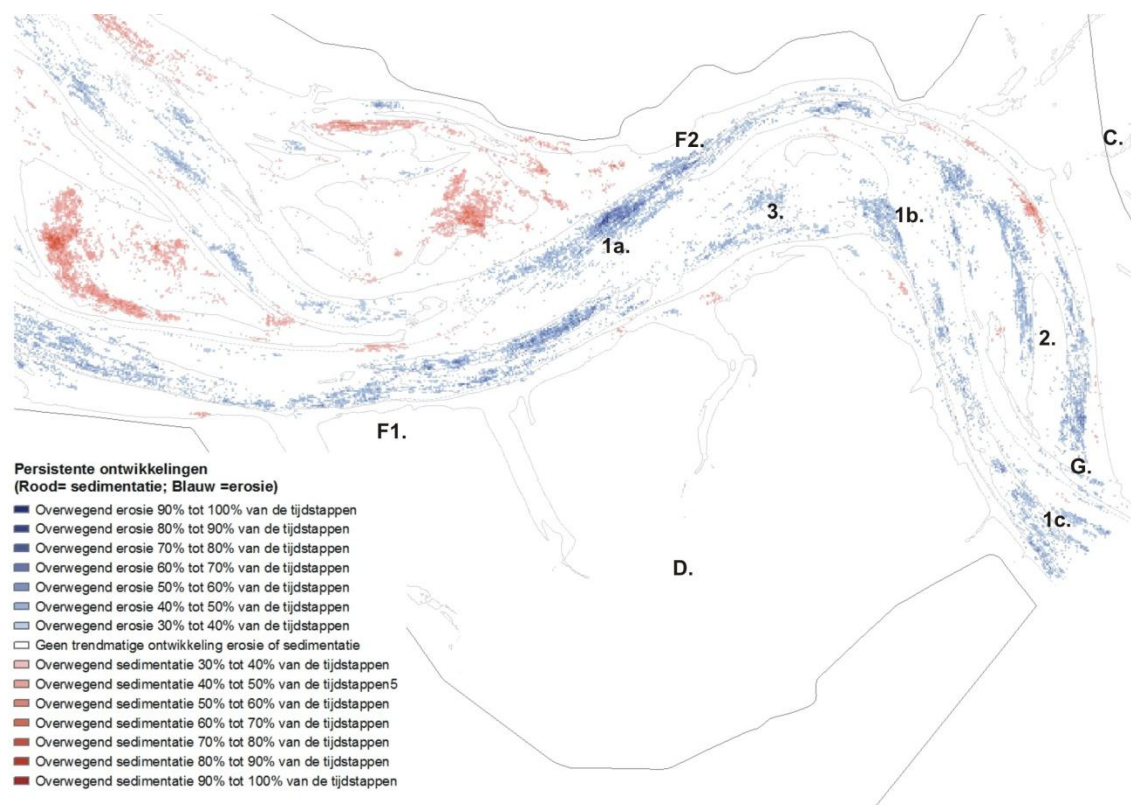 F2.
C.
1a.
3.
1b.
2.
F1.
G.
1c.
D.
Persistente ontwikkelingen
(Rood= sedimentatie; Blauw =erosie)
Overwegend erosie 90% tot 100% van de tijdstappen
Overwegend erosie 80% tot 90% van de tijdstappen
Overwegend erosie 70% tot 80% van de tijdstappen
Overwegend erosie 60% tot 70% van de tijdstappen
Overwegend erosie 50% tot 60% van de tijdstappen
Overwegend erosie 40% tot 50% van de tijdstappen
Overwegend erosie 30% tot 40% van de tijdstappen
Geen trendmatige ontwikkeling erosie of sedimentatie
Overwegend sedimentatie 30% tot 40% van de tijdstappen
Overwegend sedimentatie 40% tot 50% van de tijdstappen5
Overwegend sedimentatie 50% tot 60% van de tijdstappen
Overwegend sedimentatie 60% tot 70% van de tijdstappen
Overwegend sedimentatie 70% tot 80% van de tijdstappen
Overwegend sedimentatie 80% tot 90% van de tijdstappen
Overwegend sedimentatie 90% tot 100% van de tijdstappen